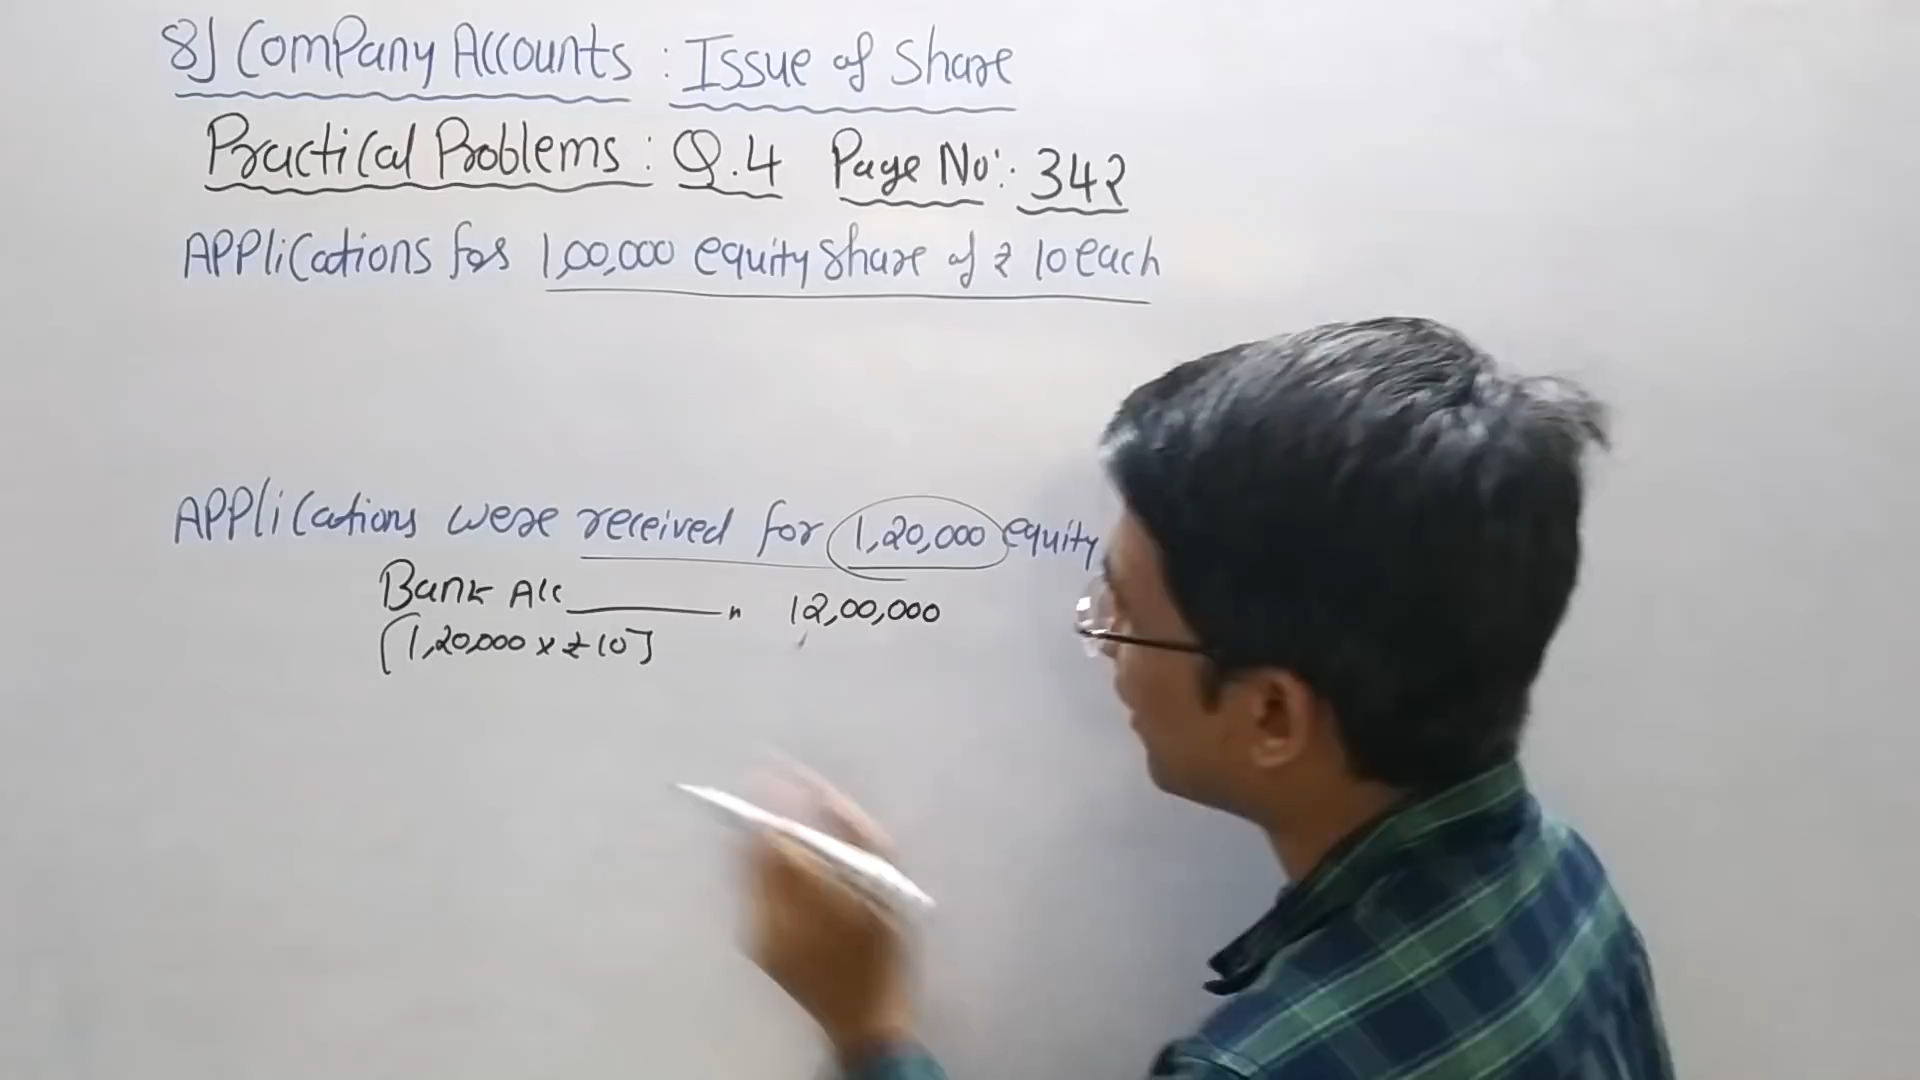 8] Company Accounts : Issue of Share
Practical Problems : Q.4 Page No:. 342
Applications for 1,00,000 equity share of ₹ 10 each
Applications were received for 1,20,000 equity
Bank A/c ________ " 12,00,000
[1,20,000 x ₹ 10]